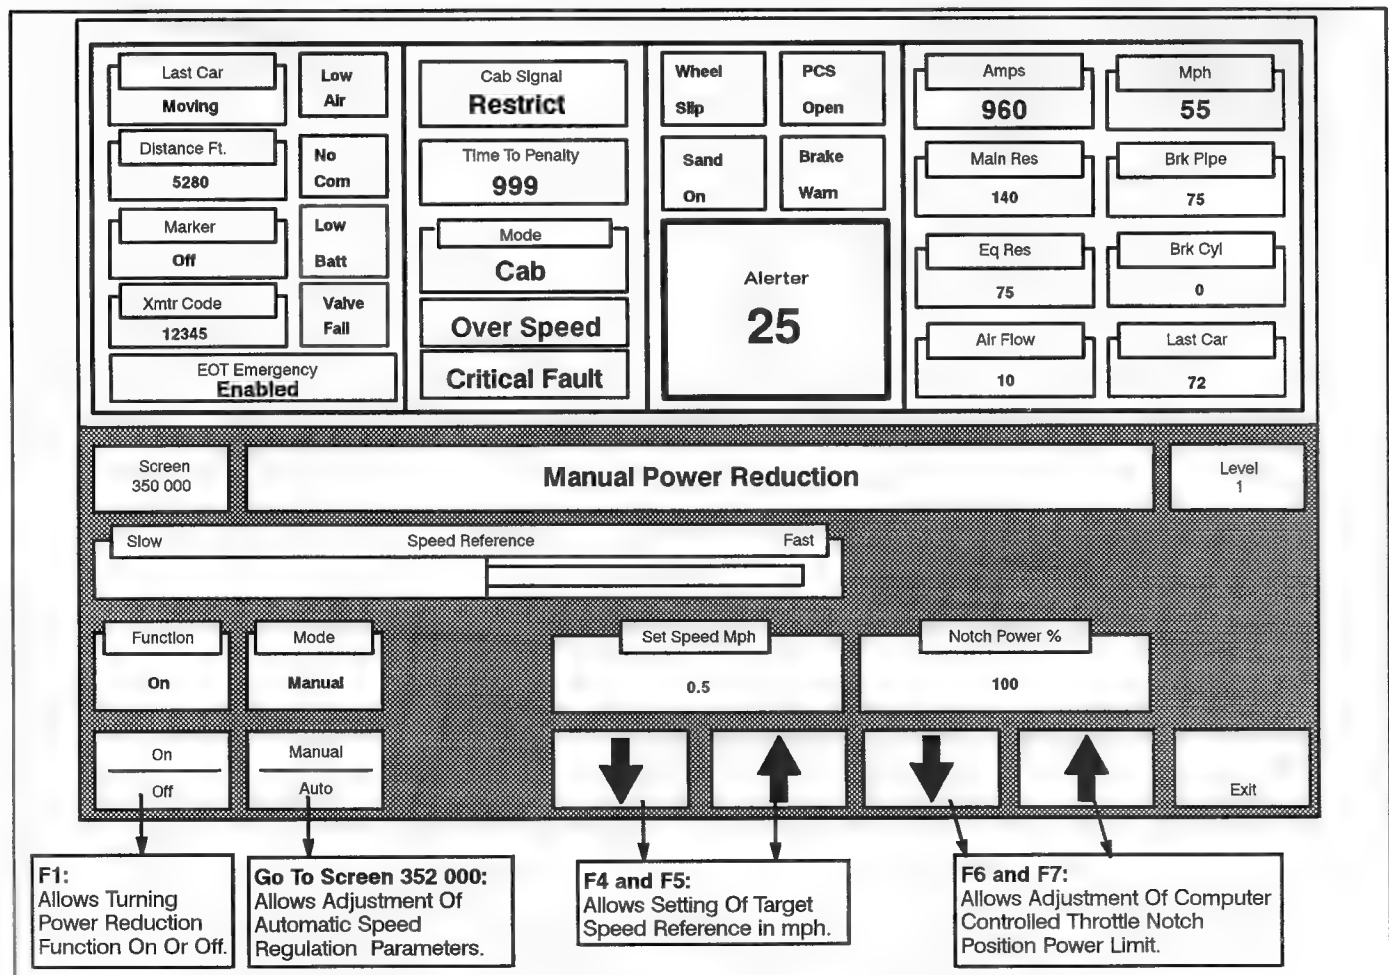 Last Car
Moving
Low
Air
Distance Ft.
5280
No
Com
Marker
Off
Low
Batt
Xmtr Code
12345
Valve
Fail
EOT Emergency
Enabled
Cab Signal
Restrict
Time To Penalty
999
Mode
Cab
Over Speed
Critical Fault
Wheel
Slip
PCS
Open
Sand
On
Brake
Warn
Alerter
25
Amps
960
Mph
55
Main Res
140
Brk Pipe
75
Eq Res
75
Brk Cyl
0
Air Flow
10
Last Car
72
Screen
350 000
Manual Power Reduction
Level
1
Slow
Speed Reference
Fast
Function
On
Mode
Manual
Set Speed Mph
0.5
Notch Power %
100
On
Off
Manual
Auto
Exit
F1:
Allows Turning
Power Reduction
Function On Or Off.
Go To Screen 352 000:
Allows Adjustment Of
Automatic Speed
Regulation Parameters.
F4 and F5:
Allows Setting Of Target
Speed Reference in mph.
F6 and F7:
Allows Adjustment Of Computer
Controlled Throttle Notch
Position Power Limit.